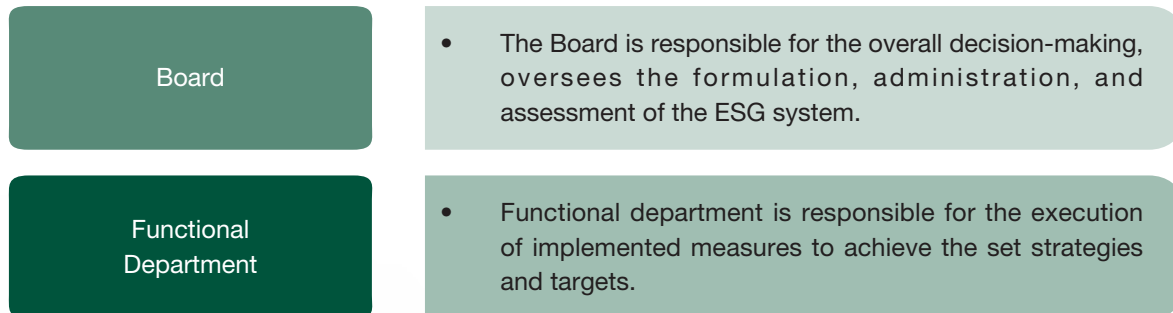 Board
• The Board is responsible for the overall decision-making,
oversees the formulation, administration, and
assessment of the ESG system.
Functional
Department
• Functional department is responsible for the execution
of implemented measures to achieve the set strategies
and targets.